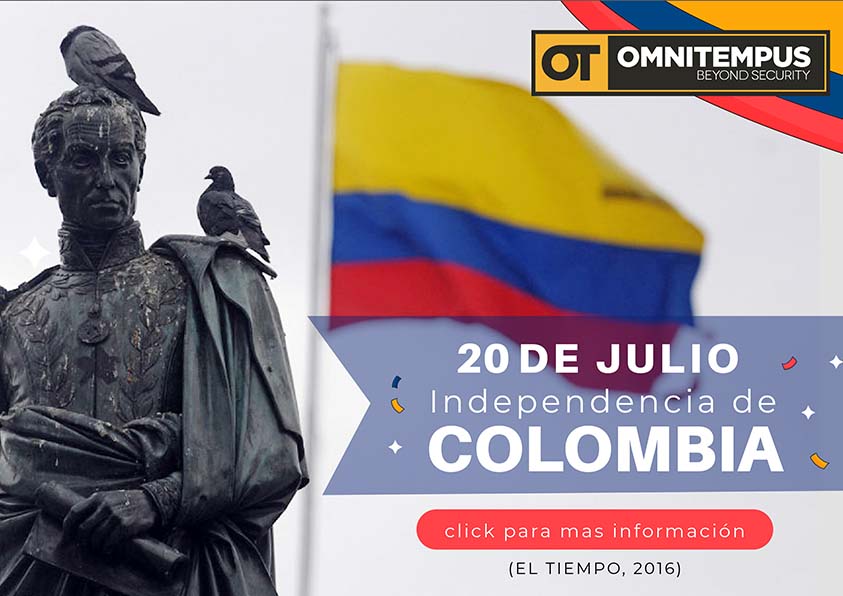 OT OMNITEMPUS
BEYOND SECURITY
20 DE JULIO
Independencia de
COLOMBIA
click para mas información
(EL TIEMPO, 2016)